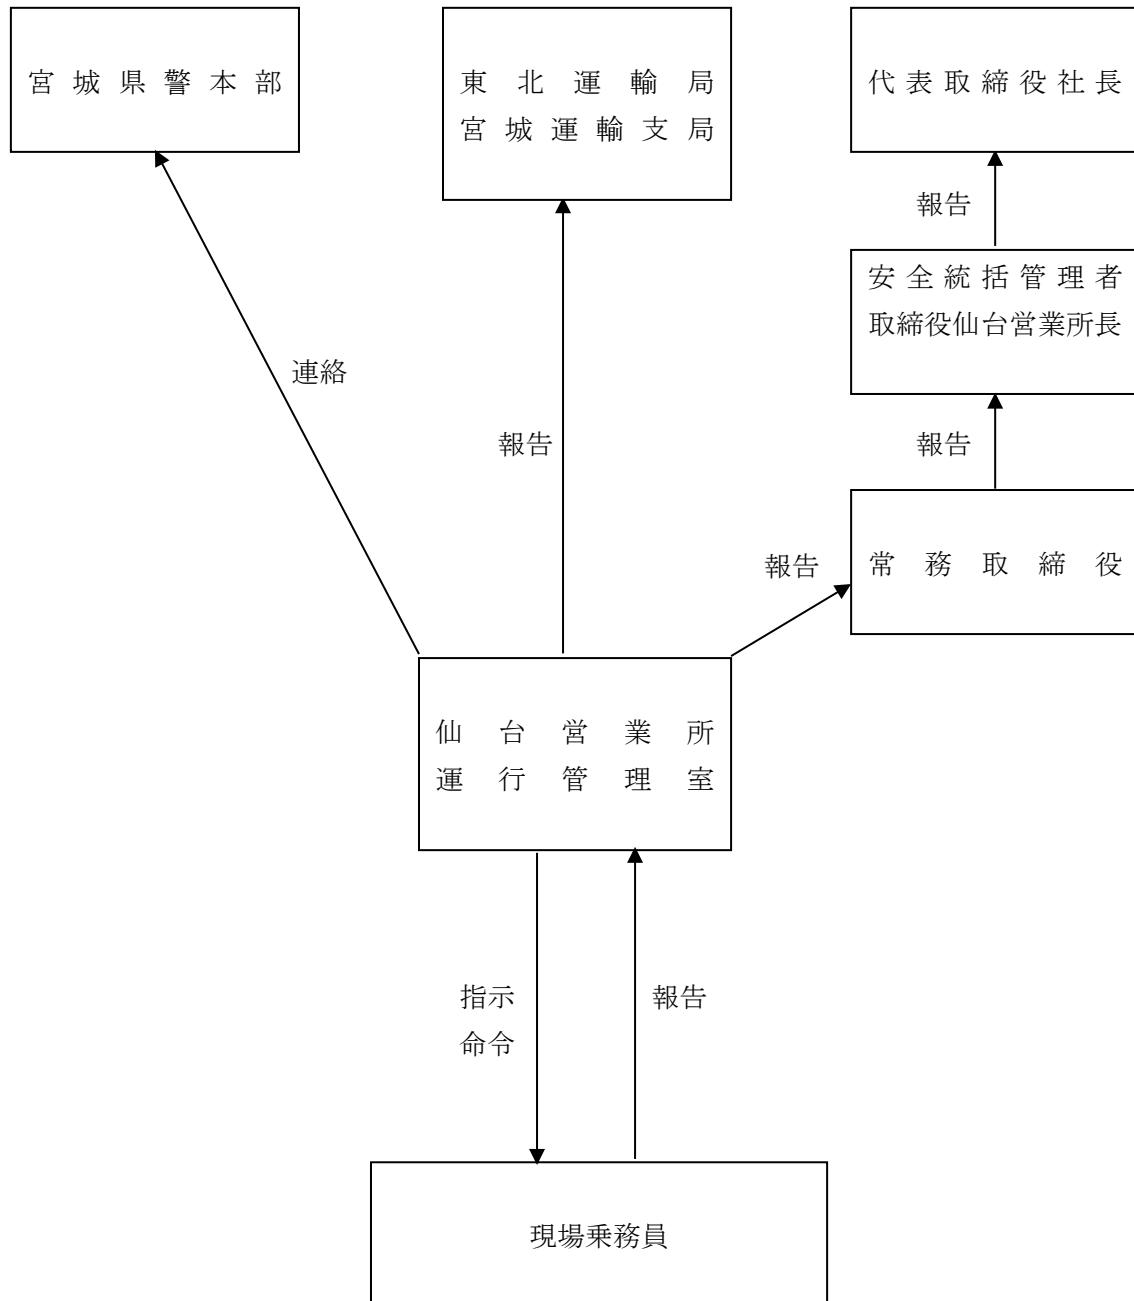 宮城県警本部
東北運輸局
宮城運輸支局
代表取締役社長
報告
安全統括管理者
取締役仙台営業所長
連絡
報告
報告
報告
常務取締役
仙台営業所
運行管理室
指示
命令
報告
現場乗務員